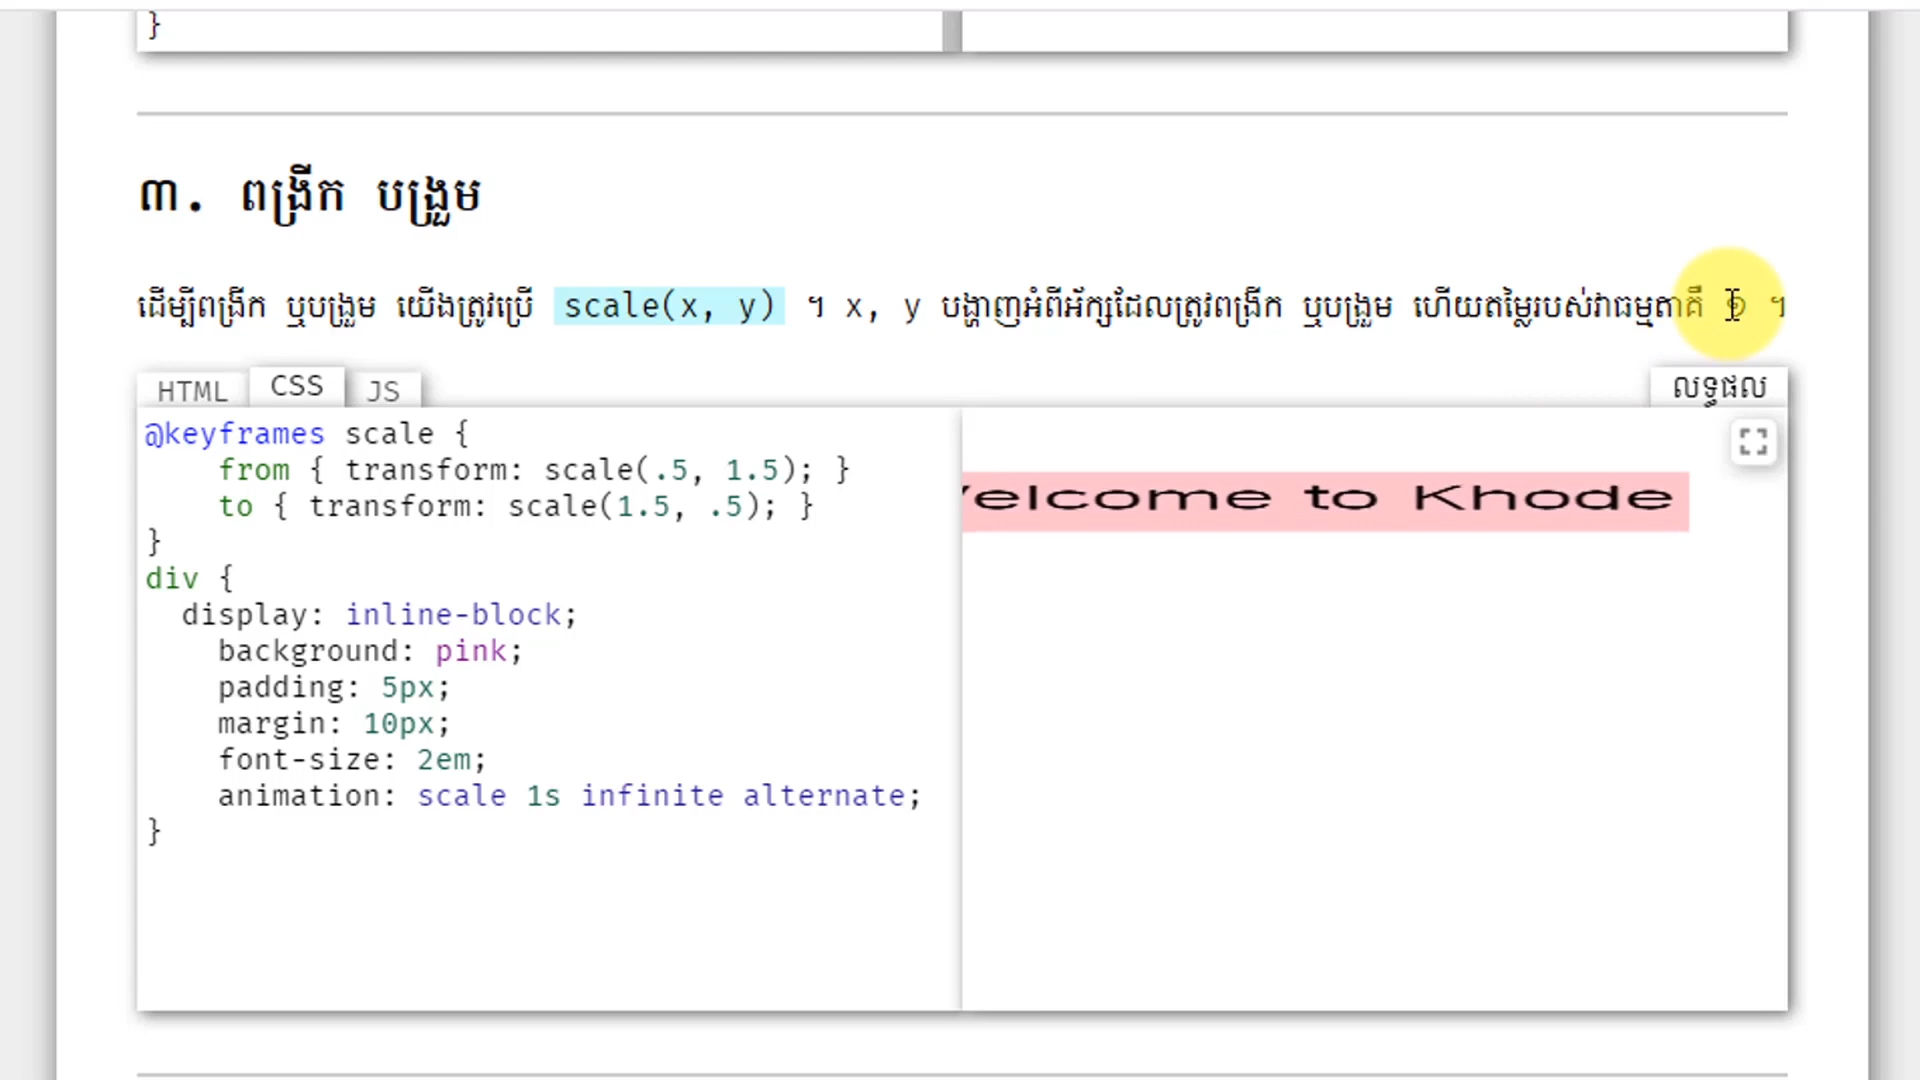 }
៣. ពង្រីក បង្រួម
ដើម្បីពង្រីក ឬបង្រួម យើងត្រូវប្រើ scale(x, y) ។ x, y បង្ហាញអំពីអ័ក្សដែលត្រូវពង្រីក ឬបង្រួម ហើយតម្លៃរបស់វាធម្មតាគឺ ១ ។
HTML CSS JS លទ្ធផល
@keyframes scale {
from { transform: scale(.5, 1.5); }
to { transform: scale(1.5, .5); }
}
div {
display: inline-block;
background: pink;
padding: 5px;
margin: 10px;
font-size: 2em;
animation: scale 1s infinite alternate;
}
elcome to Khode